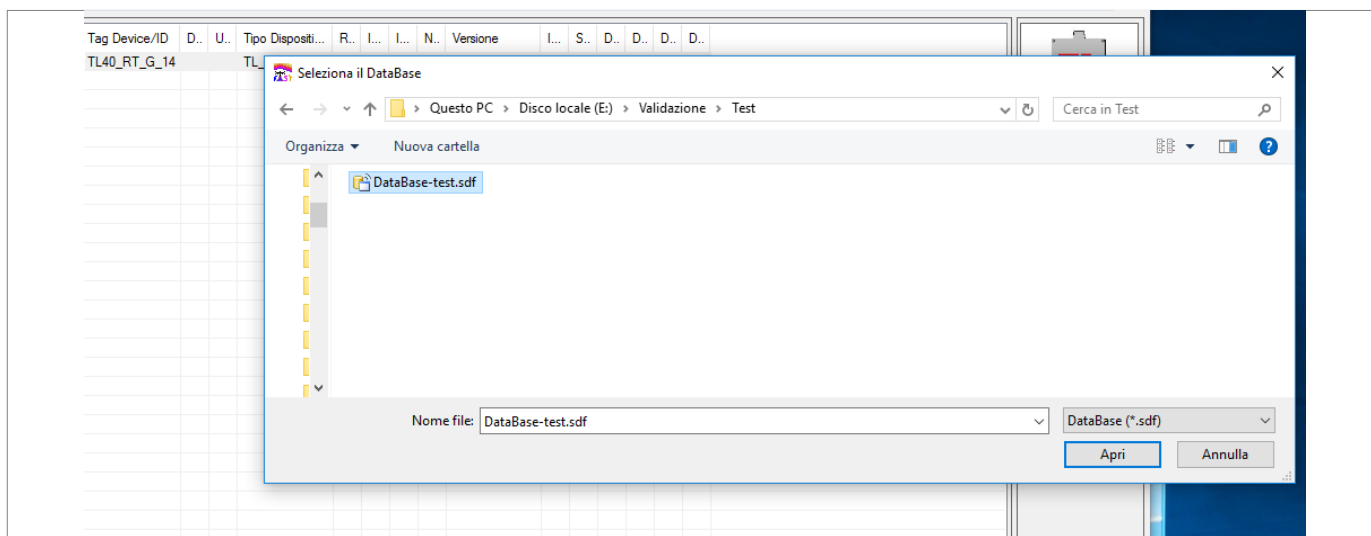 Tag Device/ID D.. U.. Tipo Dispositi... R.. I... I... N.. Versione I... S.. D.. D.. D.. D..
TL40_RT_G_14 TL_
Seleziona il DataBase
Questo PC > Disco locale (E:) > Validazione > Test
Cerca in Test
Organizza Nuova cartella
DataBase-test.sdf
Nome file: DataBase-test.sdf
DataBase (*.sdf)
Apri Annulla